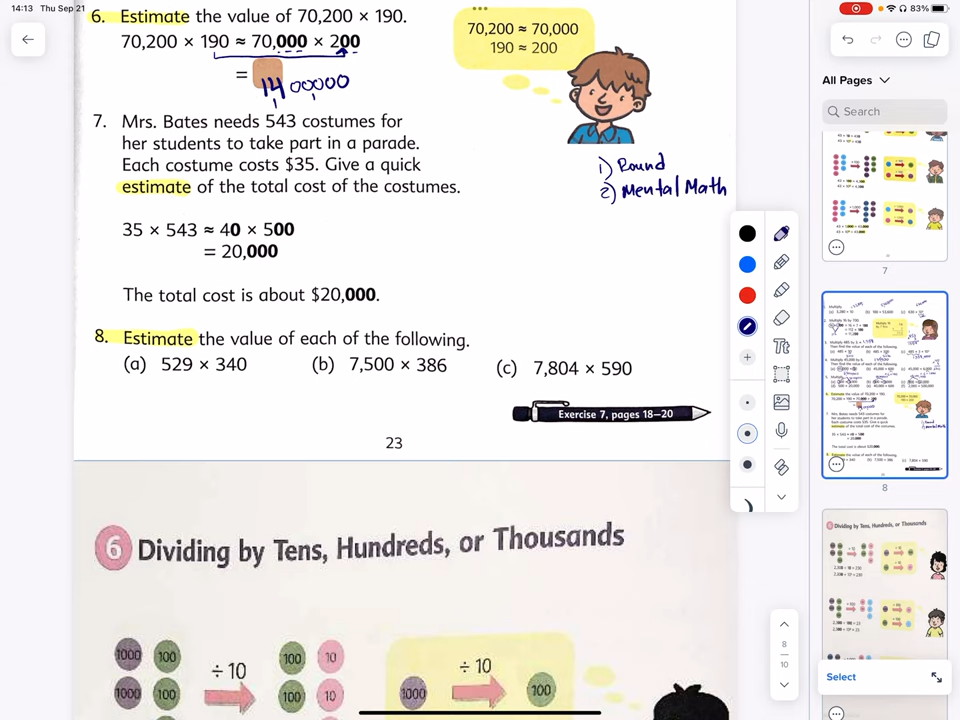 14:13 Thu Sep 21
83%
6. Estimate the value of 70,200 × 190.
70,200 × 190 ≈ 70,000 × 200
= 14 000000
70,200 ≈ 70,000
190 ≈ 200
7. Mrs. Bates needs 543 costumes for
her students to take part in a parade.
Each costume costs $35. Give a quick
estimate of the total cost of the costumes.
1) Round
2) Mental Math
35 × 543 ≈ 40 × 500
= 20,000
The total cost is about $20,000.
8. Estimate the value of each of the following.
(a) 529 × 340 (b) 7,500 × 386 (c) 7,804 × 590
Exercise 7, pages 18–20
23
6 Dividing by Tens, Hundreds, or Thousands
1000 100 ÷ 10 100 10
1000 100 100 10
÷ 10
1000 100
Tt
All Pages
Search
7
8
Dividing by Tens, Hundreds, or Thousands
8
10
Select